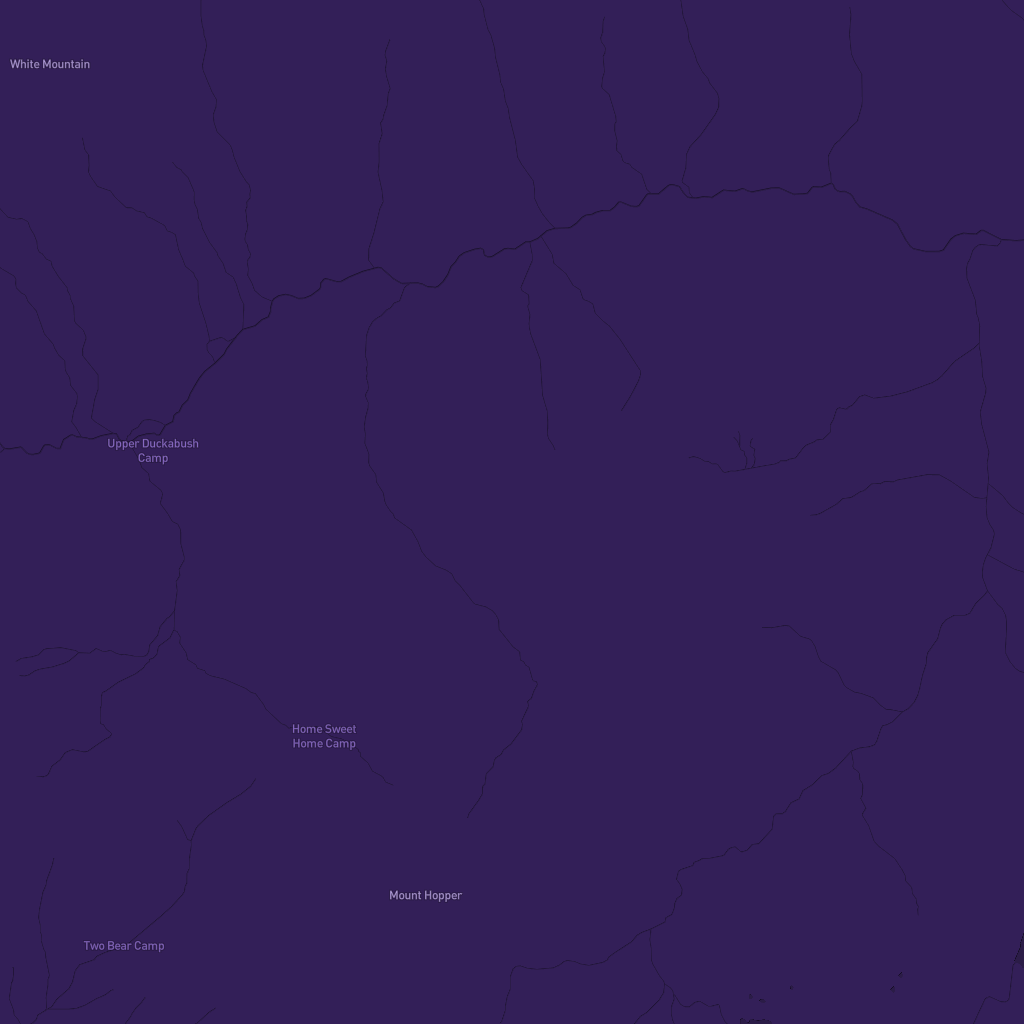 White Mountain
Upper Duckabush
Camp
Home Sweet
Home Camp
Mount Hopper
Two Bear Camp